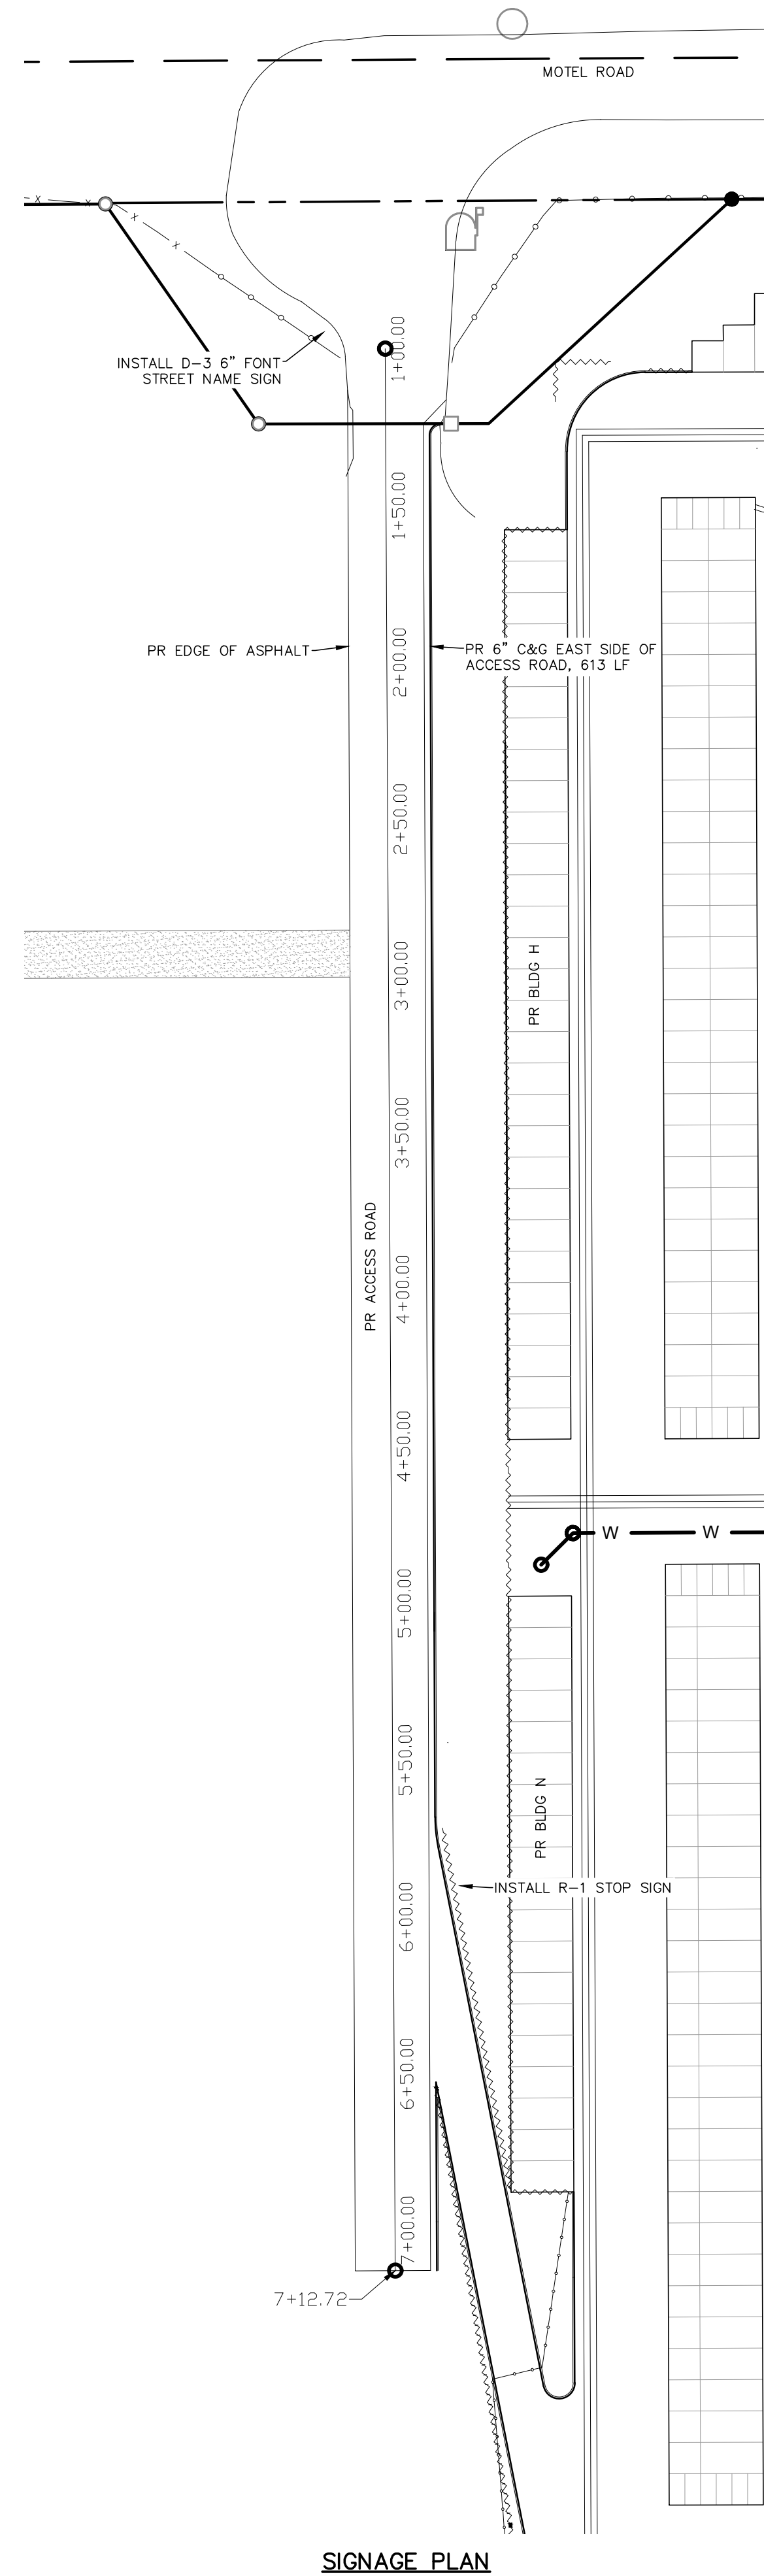 MOTEL ROAD
X
X
X
X
1+00.00
INSTALL D-3 6" FONT
STREET NAME SIGN
1+50.00
PR EDGE OF ASPHALT
PR 6" C&G EAST SIDE OF
ACCESS ROAD, 613 LF
2+00.00
2+50.00
PR BLDG H
3+00.00
3+50.00
PR ACCESS ROAD
4+00.00
4+50.00
W
W
5+00.00
5+50.00
PR BLDG N
INSTALL R-1 STOP SIGN
6+00.00
6+50.00
7+00.00
7+12.72
SIGNAGE PLAN